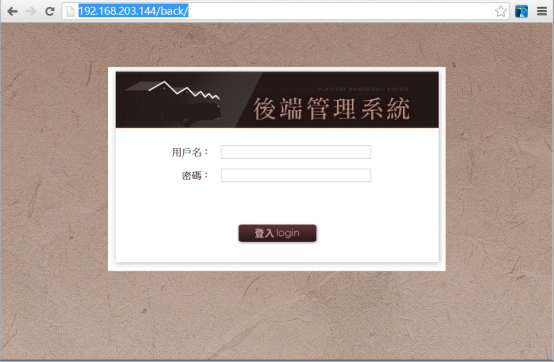 192.168.203.144/back/
後端管理系統
用戶名：
密碼：
登入 login